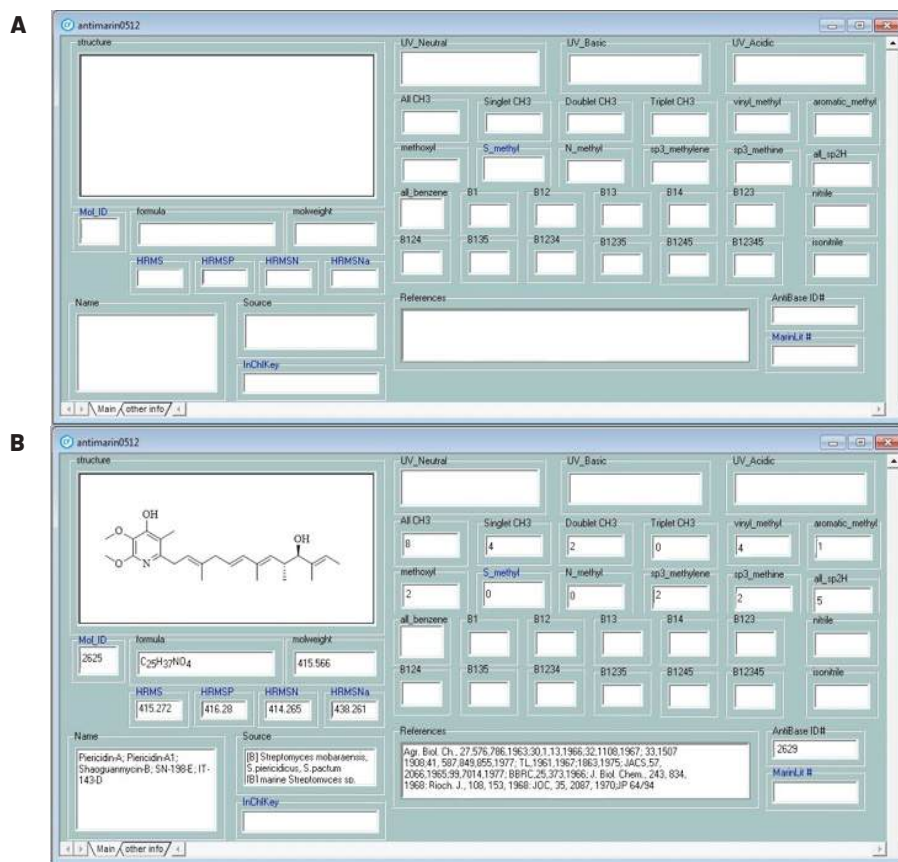 A
antimarin0512
structure
UV_Neutral
UV_Basic
UV_Acidic
All CH3
Singlet CH3
Doublet CH3
Triplet CH3
vinyl_methyl
aromatic_methyl
methoxyl
S_methyl
N_methyl
sp3_methylene
sp3_methine
all_sp2H
all_benzene
B1
B12
B13
B14
B123
nitrile
Mol_ID
formula
molweight
B124
B135
B1234
B1235
B1245
B12345
isonitrile
HRMS
HRMSP
HRMSN
HRMSNa
Name
Source
References
AntiBase ID#
MarinLit #
InChIKey
Main
other info
B
antimarin0512
structure
UV_Neutral
UV_Basic
UV_Acidic
OH
O
O
N
OH
All CH3
8
Singlet CH3
4
Doublet CH3
2
Triplet CH3
0
vinyl_methyl
4
aromatic_methyl
1
methoxyl
2
S_methyl
0
N_methyl
0
sp3_methylene
2
sp3_methine
2
all_sp2H
5
all_benzene
B1
B12
B13
B14
B123
nitrile
Mol_ID
2625
formula
C25H37NO4
molweight
415.566
B124
B135
B1234
B1235
B1245
B12345
isonitrile
HRMS
415.272
HRMSP
416.28
HRMSN
414.265
HRMSNa
438.261
Name
Piericidin-A; Piericidin-A1;
Shaoguanmycin-B; SN-198-E; IT-
143-D
Source
[B] Streptomyces mobaraensis,
S.piericidicus, S.pactum
[B] marine Streptomyces sp.
References
Agr. Biol. Ch., 27,576,786,1963;30,1,13,1966;32,1108,1967; 33,1507
1908;41, 587,849,855,1977; TL,1961,1967;1863,1975; JACS,57,
2066,1965;99,7014,1977; BBRC,25,373,1966; J. Biol. Chem., 243, 834,
1968; Bioch. J., 108, 153, 1968; JOC, 35, 2087, 1970;JP 64/94
AntiBase ID#
2629
MarinLit #
InChIKey
Main
other info